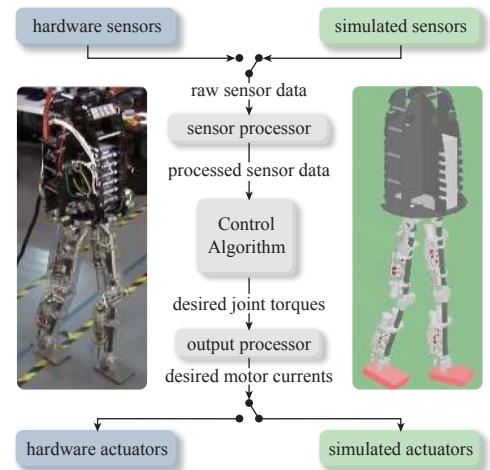 hardware sensors
simulated sensors
raw sensor data
sensor processor
processed sensor data
Control
Algorithm
desired joint torques
output processor
desired motor currents
hardware actuators
simulated actuators